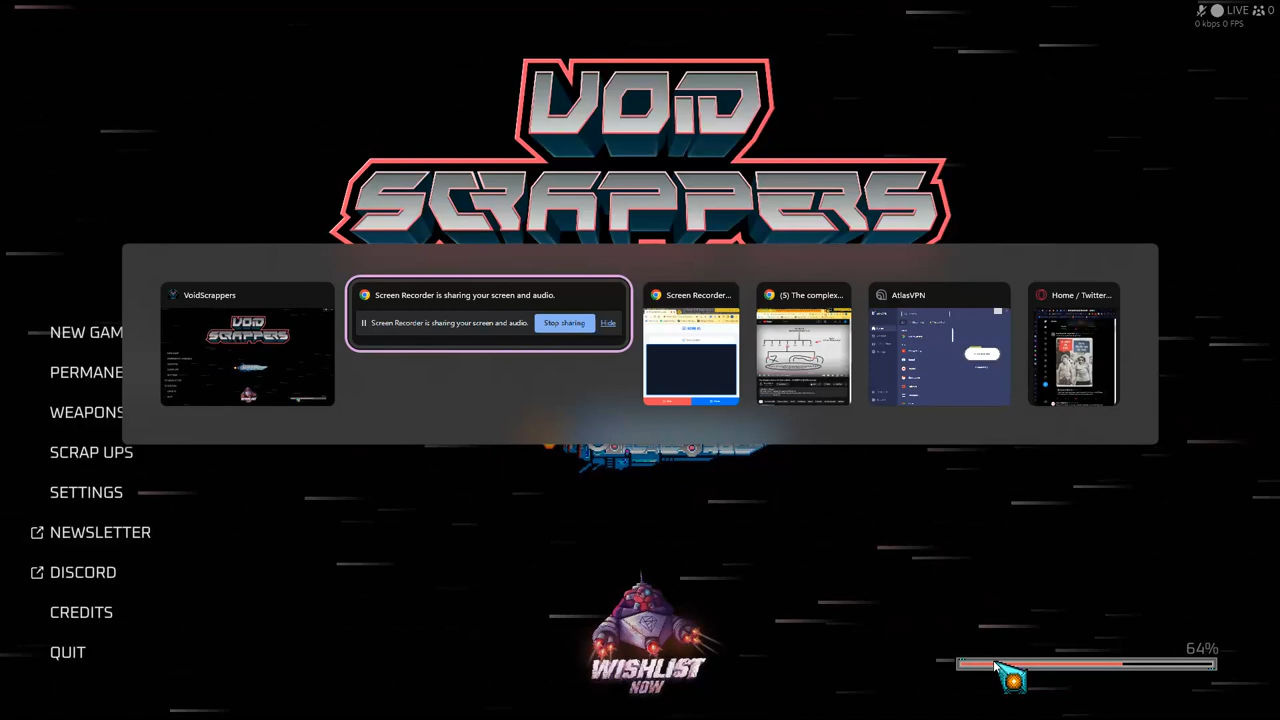 LIVE 0
0 kbps 0 FPS
VOID
SCRAPPERS
VoidScrappers
Screen Recorder is sharing your screen and audio.
Screen Recorder...
(5) The complex...
AtlasVPN
Home / Twitter...
Screen Recorder is sharing your screen and audio.
Stop sharing
Hide
NEW GAM
PERMANE
WEAPONS
SCRAP UPS
SETTINGS
NEWSLETTER
DISCORD
CREDITS
QUIT
WISHLIST
NOW
64%